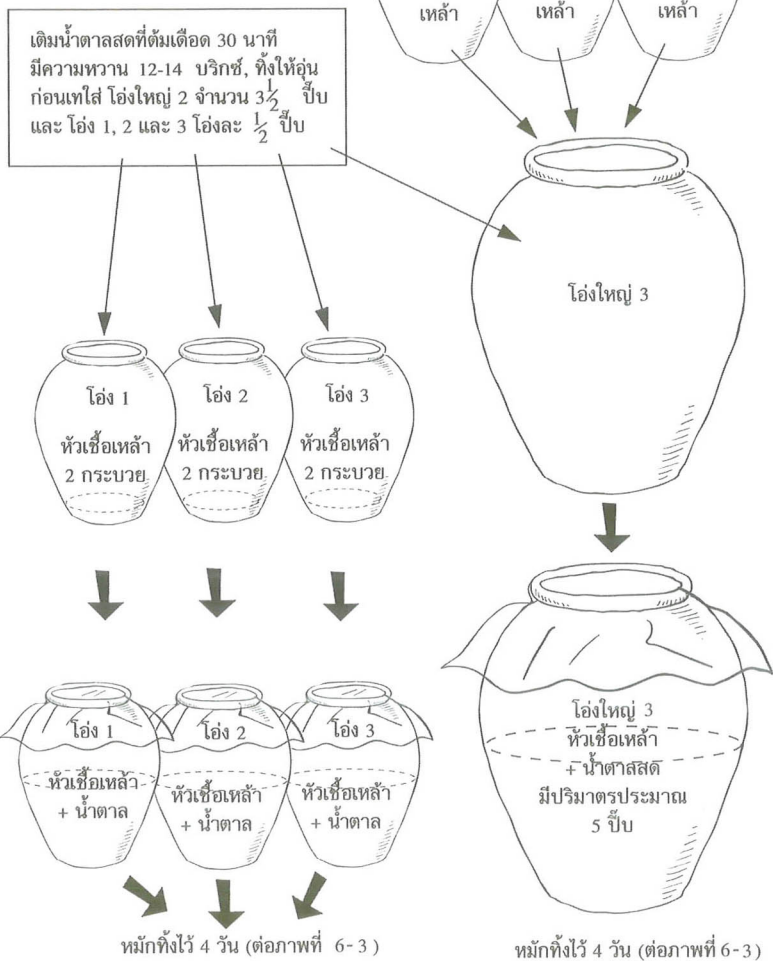 เหล้า
เหล้า
เหล้า
เติมน้ำตาลสดที่ต้มเดือด 30 นาที
มีความหวาน 12-14 บริกซ์, ทิ้งให้อุ่น
ก่อนเทใส่ โอ่งใหญ่ 2 จำนวน 3½ ปี๊บ
และ โอ่ง 1, 2 และ 3 โอ่งละ ½ ปี๊บ
โอ่งใหญ่ 3
โอ่ง 1
หัวเชื้อเหล้า
2 กระบวย
โอ่ง 2
หัวเชื้อเหล้า
2 กระบวย
โอ่ง 3
หัวเชื้อเหล้า
2 กระบวย
โอ่ง 1
หัวเชื้อเหล้า
+ น้ำตาล
โอ่ง 2
หัวเชื้อเหล้า
+ น้ำตาล
โอ่ง 3
หัวเชื้อเหล้า
+ น้ำตาล
โอ่งใหญ่ 3
หัวเชื้อเหล้า
+ น้ำตาลสด
มีปริมาตรประมาณ
5 ปี๊บ
หมักทิ้งไว้ 4 วัน (ต่อภาพที่ 6-3)
หมักทิ้งไว้ 4 วัน (ต่อภาพที่ 6-3)